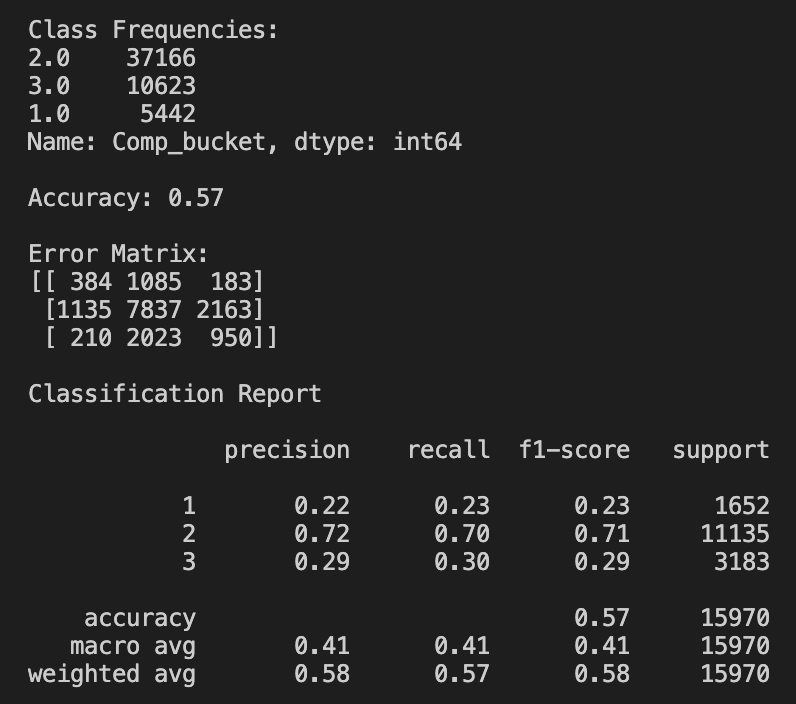 Class Frequencies:
2.0    37166
3.0    10623
1.0     5442
Name: Comp_bucket, dtype: int64
Accuracy: 0.57
Error Matrix:
[[ 384 1085  183]
 [1135 7837 2163]
 [ 210 2023  950]]
Classification Report
              precision    recall  f1-score   support
           1       0.22      0.23      0.23      1652
           2       0.72      0.70      0.71     11135
           3       0.29      0.30      0.29      3183
    accuracy                           0.57     15970
   macro avg       0.41      0.41      0.41     15970
weighted avg       0.58      0.57      0.58     15970